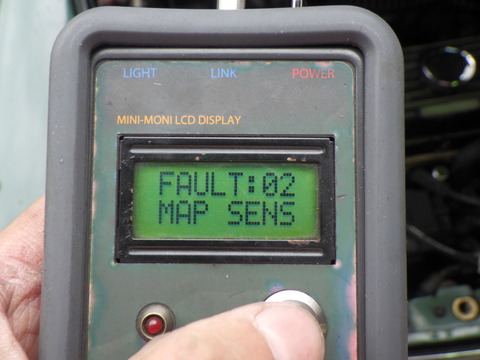 LIGHT LINK POWER
MINI-MONI LCD DISPLAY
FAULT:02
MAP SENS